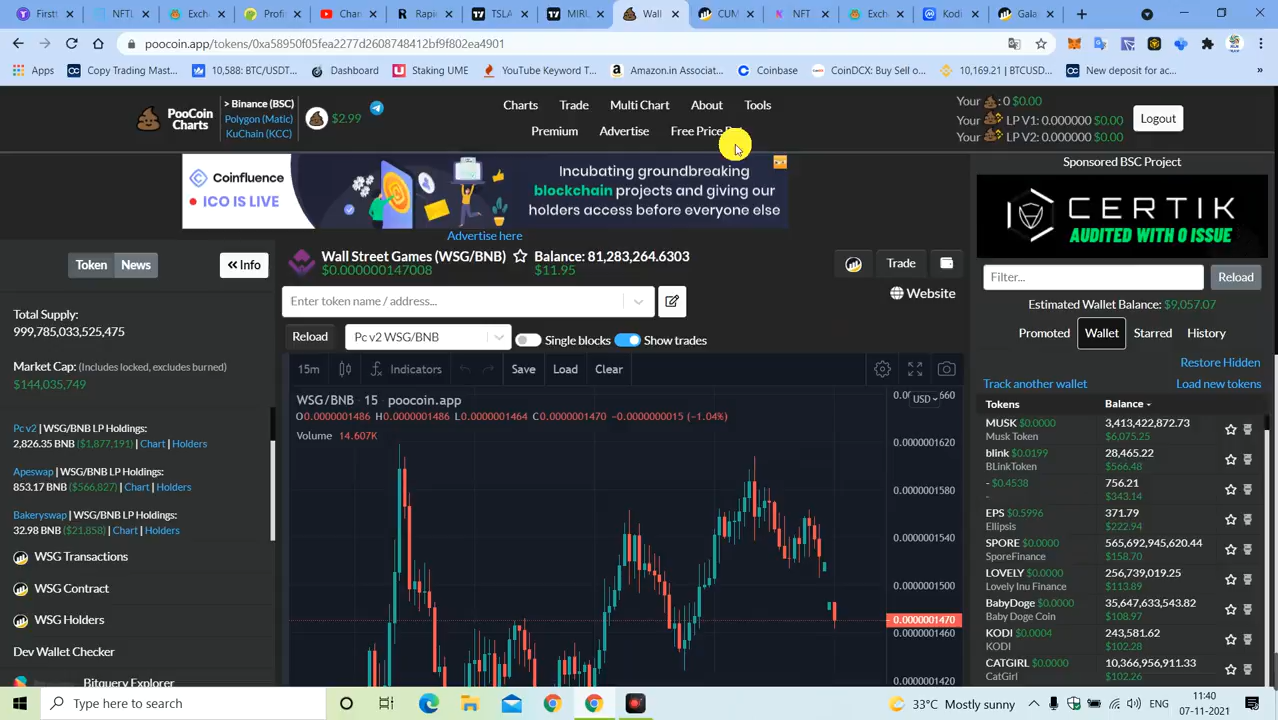 First
NFTL
Exch
Profi
Char
Rapi
TSLA
MIRL
Wall
CUM
NFT
Exch
Kodi
Gala
poocoin.app/tokens/0xa58950f05fea2277d2608748412bf9f802ea4901
Apps
Copy Trading Mast...
10,588: BTC/USDT...
Dashboard
Staking UME
YouTube Keyword T...
Amazon.in Associat...
Coinbase
CoinDCX: Buy Sell o...
10,169.21 | BTCUSD...
New deposit for ac...
»
PooCoin
Charts
> Binance (BSC)
Polygon (Matic)
KuChain (KCC)
$2.99
Charts
Trade
Multi Chart
About
Tools
Premium
Advertise
Free Price
Your : 0 $0.00
Your LP V1: 0.000000 $0.00
Your LP V2: 0.000000 $0.00
Logout
Coinfluence
ICO IS LIVE
Incubating groundbreaking
blockchain projects and giving our
holders access before everyone else
Advertise here
Sponsored BSC Project
CERTIK
AUDITED WITH 0 ISSUE
Token
News
Info
Total Supply:
999,785,033,525,475
Market Cap: (Includes locked, excludes burned)
$144,035,749
Pc v2 | WSG/BNB LP Holdings:
2,826.35 BNB ($1,877,191) | Chart | Holders
Apeswap | WSG/BNB LP Holdings:
853.17 BNB ($566,827) | Chart | Holders
Bakeryswap | WSG/BNB LP Holdings:
32.98 BNB ($21,858) | Chart | Holders
WSG Transactions
WSG Contract
WSG Holders
Dev Wallet Checker
Bitquery Explorer
Wall Street Games (WSG/BNB)
$0.000000147008
Balance: 81,283,264.6303
$11.95
Trade
Enter token name / address...
Website
Reload
Pc v2 WSG/BNB
Single blocks
Show trades
15m
Indicators
Save
Load
Clear
WSG/BNB · 15 · poocoin.app
O0.0000001486 H0.0000001486 L0.0000001464 C0.0000001470 −0.0000000015 (−1.04%)
Volume 14.607K
USD
0.0000001620
0.0000001580
0.0000001540
0.0000001500
0.0000001470
0.0000001460
0.0000001420
Filter...
Reload
Estimated Wallet Balance: $9,057.07
Promoted
Wallet
Starred
History
Restore Hidden
Track another wallet
Load new tokens
Tokens
Balance
MUSK $0.0000
3,413,422,872.73
Musk Token
$6,075.25
blink $0.0199
28,465.22
BLinkToken
$566.48
- $0.4538
756.21
-
$343.14
EPS $0.5996
371.79
Ellipsis
$222.94
SPORE $0.0000
565,692,945,620.44
SporeFinance
$158.70
LOVELY $0.0000
256,739,019.25
Lovely Inu Finance
$113.89
BabyDoge $0.0000
35,647,633,543.82
Baby Doge Coin
$108.97
KODI $0.0004
243,581.62
KODI
$102.28
CATGIRL $0.0000
10,366,956,911.33
CatGirl
$102.26
Type here to search
33°C Mostly sunny
ENG
11:40
07-11-2021